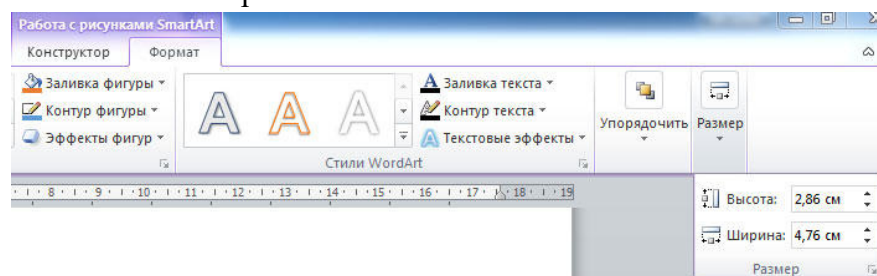 Работа с рисунками SmartArt
Конструктор Формат
Заливка фигуры
Контур фигуры
Эффекты фигур
Заливка текста
Контур текста
Текстовые эффекты
Стили WordArt
Упорядочить
Размер
8 9 10 11 12 13 14 15 16 17 18 19
Высота: 2,86 см
Ширина: 4,76 см
Размер